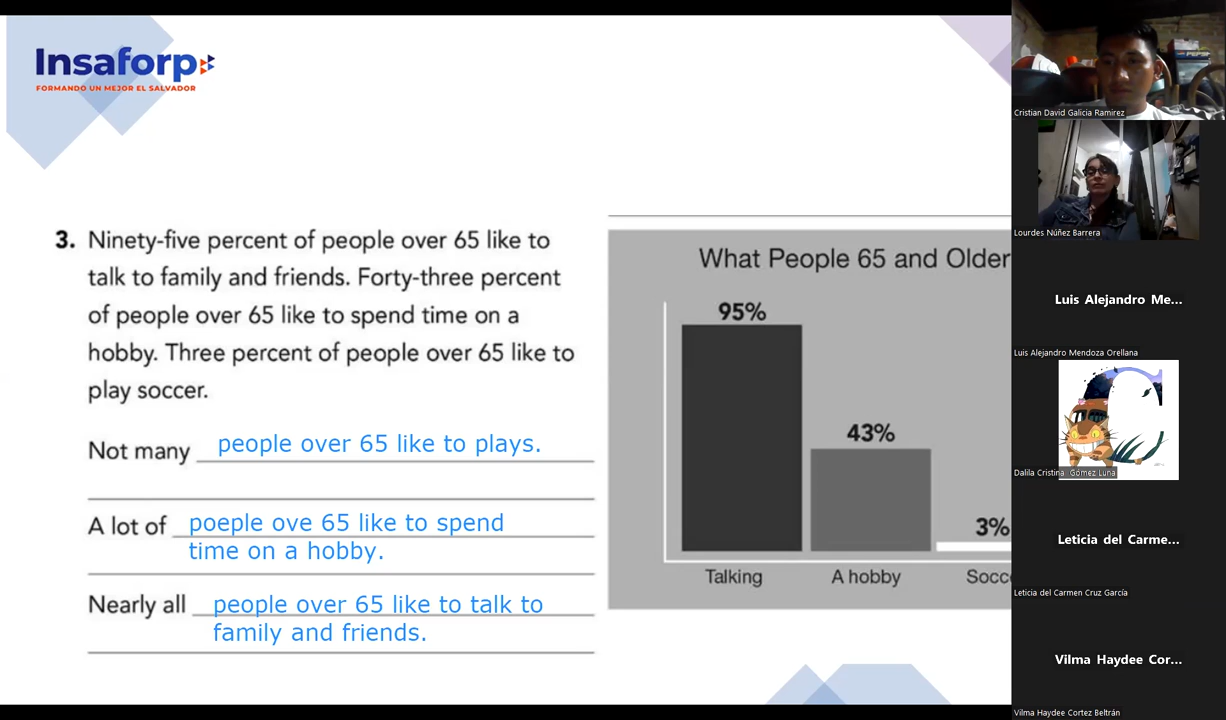 Insaforp
FORMANDO UN MEJOR EL SALVADOR
3. Ninety-five percent of people over 65 like to
talk to family and friends. Forty-three percent
of people over 65 like to spend time on a
hobby. Three percent of people over 65 like to
play soccer.
Not many people over 65 like to plays.
A lot of poeple ove 65 like to spend
time on a hobby.
Nearly all people over 65 like to talk to
family and friends.
What People 65 and Older
95%
43%
3%
Talking
A hobby
Socc
Cristian David Galicia Ramirez
Lourdes Núñez Barrera
Luis Alejandro Me...
Luis Alejandro Mendoza Orellana
Dalila Cristina Gómez Luna
Leticia del Carme...
Leticia del Carmen Cruz García
Vilma Haydee Cor...
Vilma Haydee Cortez Beltrán